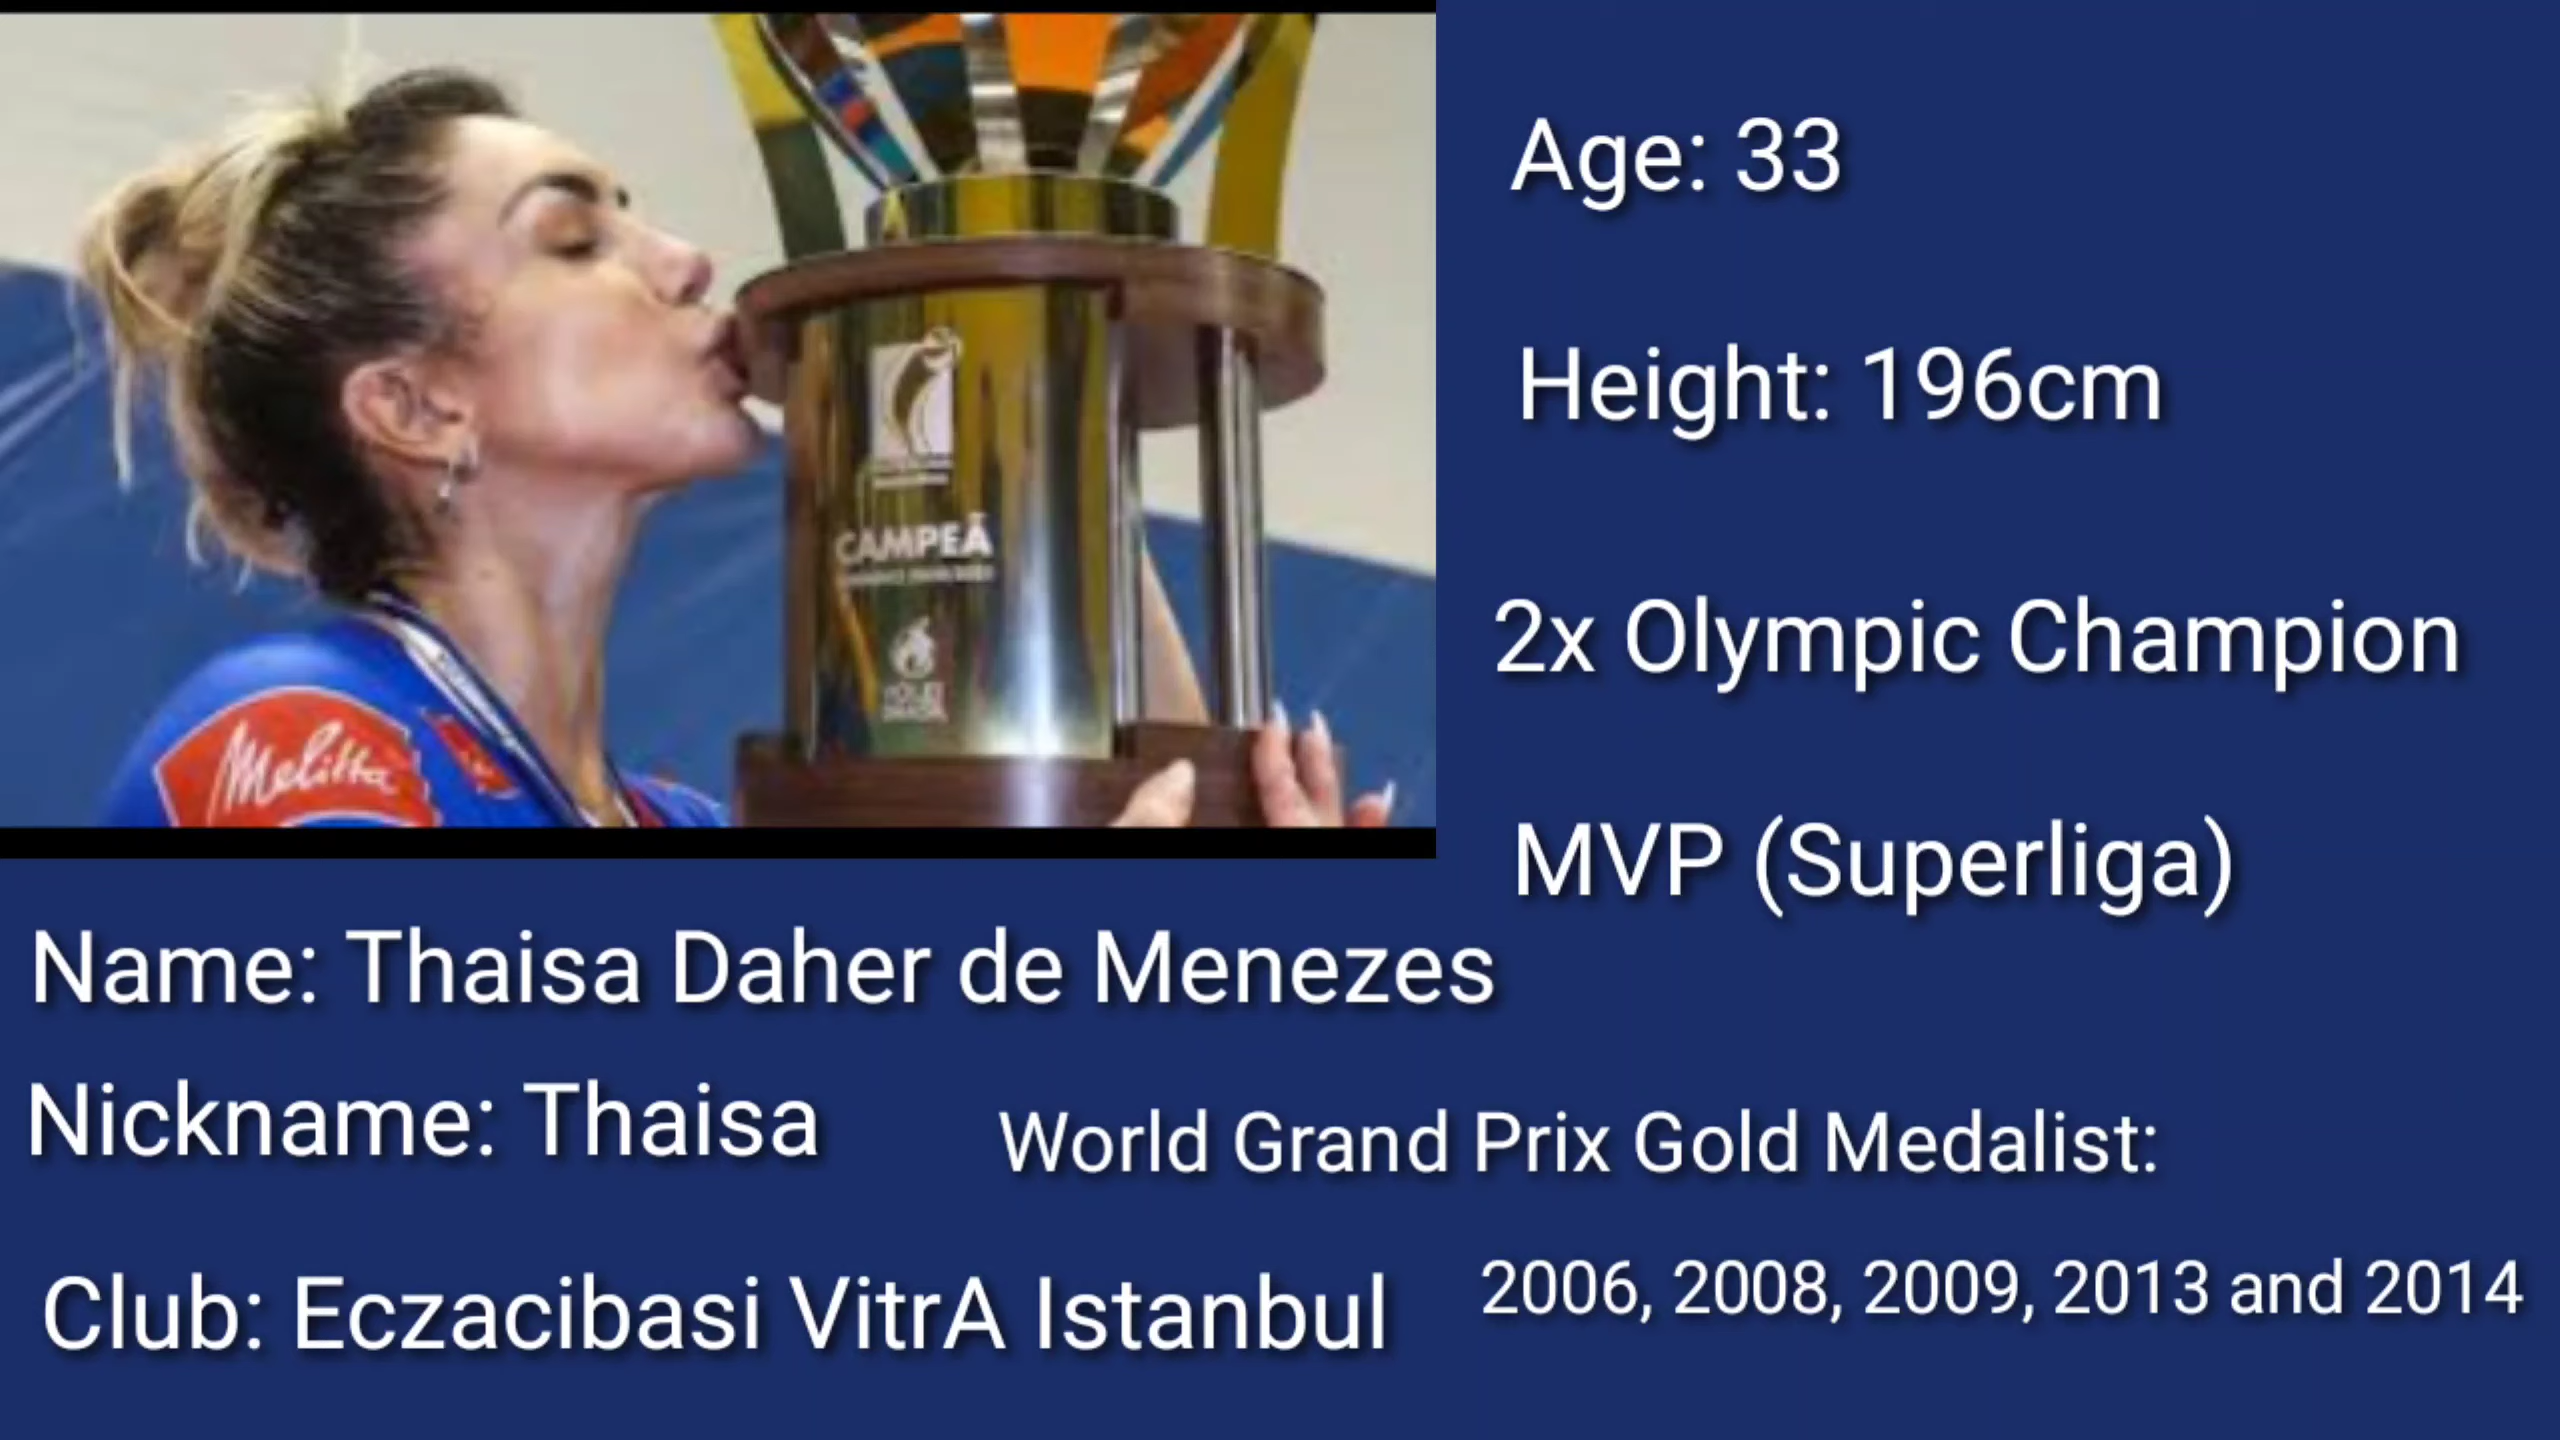 Age: 33
Height: 196cm
2x Olympic Champion
MVP (Superliga)
CAMPEÃ
Melitta
Name: Thaisa Daher de Menezes
Nickname: Thaisa
World Grand Prix Gold Medalist:
2006, 2008, 2009, 2013 and 2014
Club: Eczacibasi VitrA Istanbul